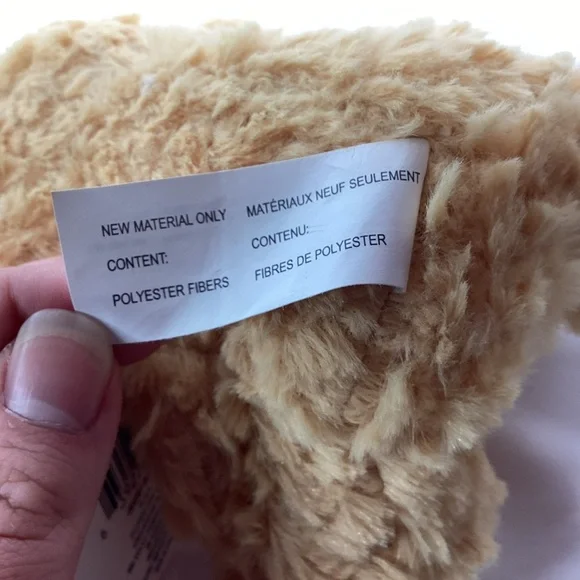 NEW MATERIAL ONLY
CONTENT:
POLYESTER FIBERS
MATÉRIAUX NEUF SEULEMENT
CONTENU:
FIBRES DE POLYESTER